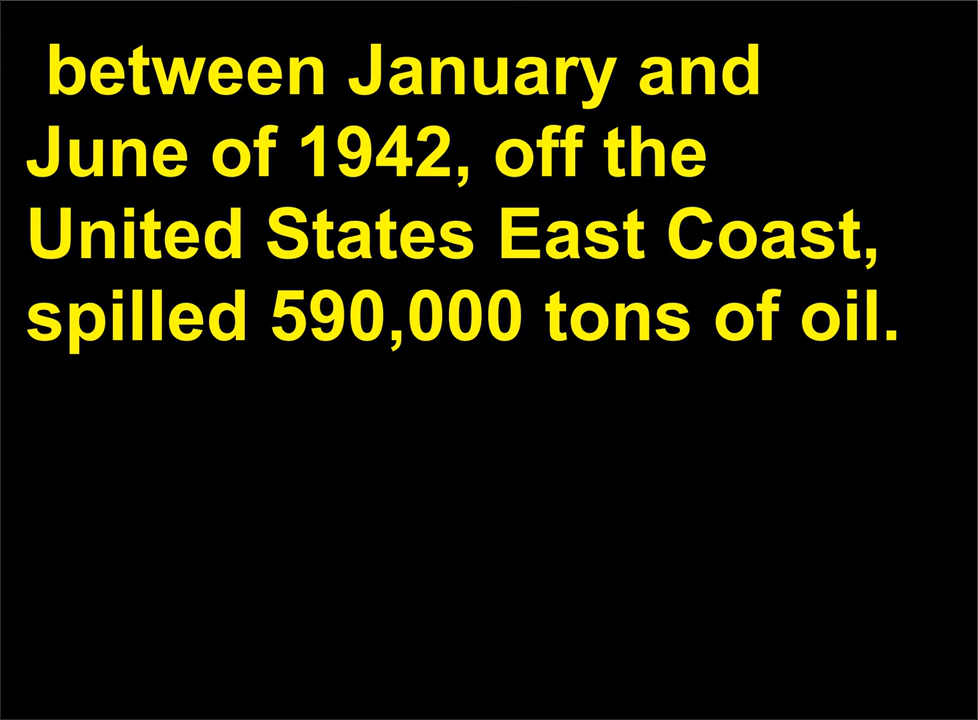 between January and
June of 1942, off the
United States East Coast,
spilled 590,000 tons of oil.